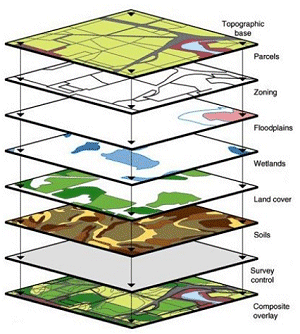 Topographic
base
Parcels
Zoning
Floodplains
Wetlands
Land cover
Soils
Survey
control
Composite
overlay